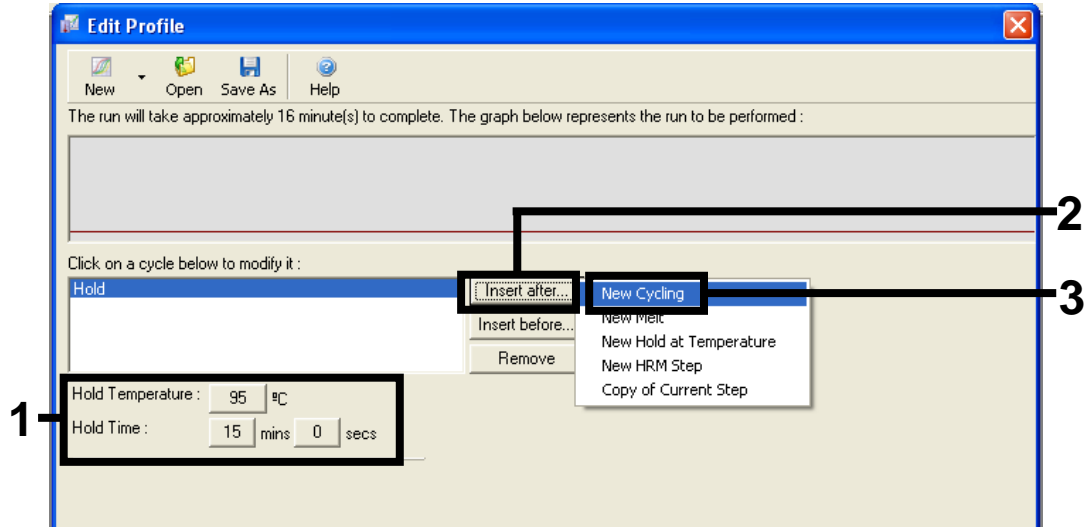 Edit Profile
New Open Save As Help
The run will take approximately 16 minute(s) to complete. The graph below represents the run to be performed :
2
Click on a cycle below to modify it :
Hold
Insert after...
New Cycling
3
Insert before...
New Melt
New Hold at Temperature
Remove
New HRM Step
Copy of Current Step
1
Hold Temperature : 95 ºC
Hold Time : 15 mins 0 secs